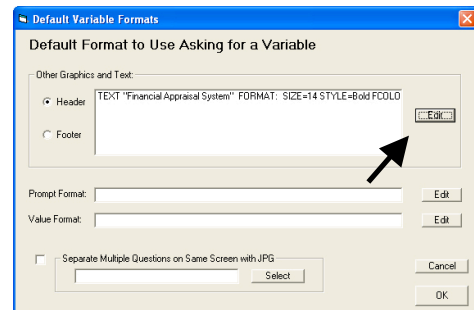 Default Variable Formats
Default Format to Use Asking for a Variable
Other Graphics and Text:
Header
TEXT "Financial Appraisal System" FORMAT: SIZE=14 STYLE=Bold FCOLO
Edit
Footer
Prompt Format:
Edit
Value Format:
Edit
Separate Multiple Questions on Same Screen with JPG
Select
Cancel
OK